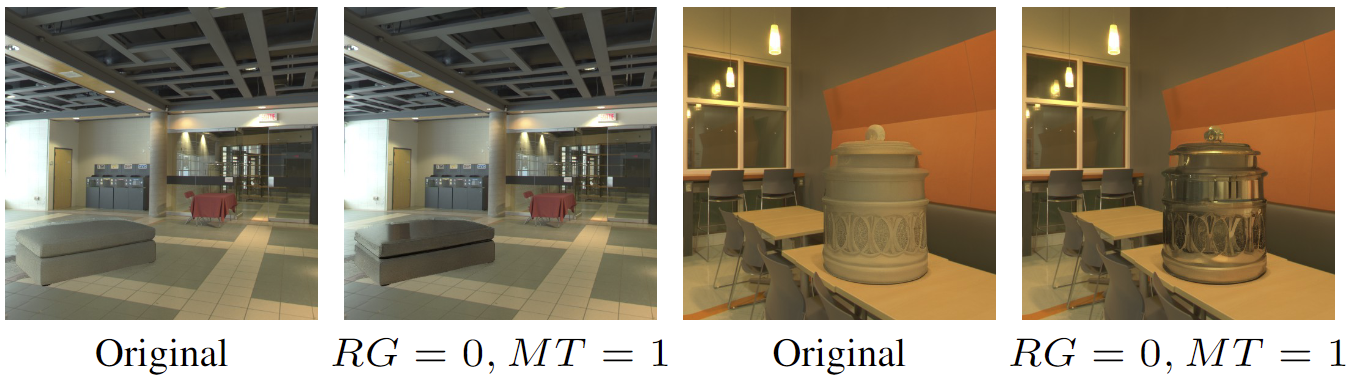 Original
RG = 0, MT = 1
Original
RG = 0, MT = 1